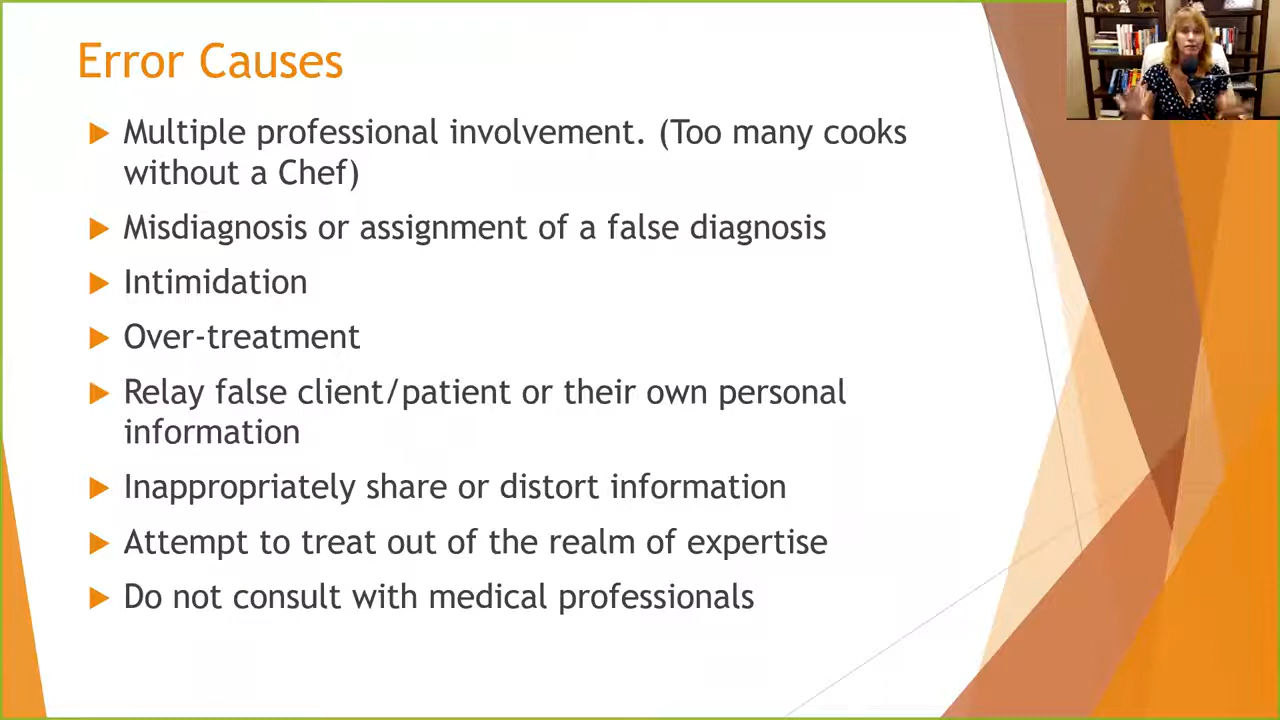 Error Causes
Multiple professional involvement. (Too many cooks
without a Chef)
Misdiagnosis or assignment of a false diagnosis
Intimidation
Over-treatment
Relay false client/patient or their own personal
information
Inappropriately share or distort information
Attempt to treat out of the realm of expertise
Do not consult with medical professionals